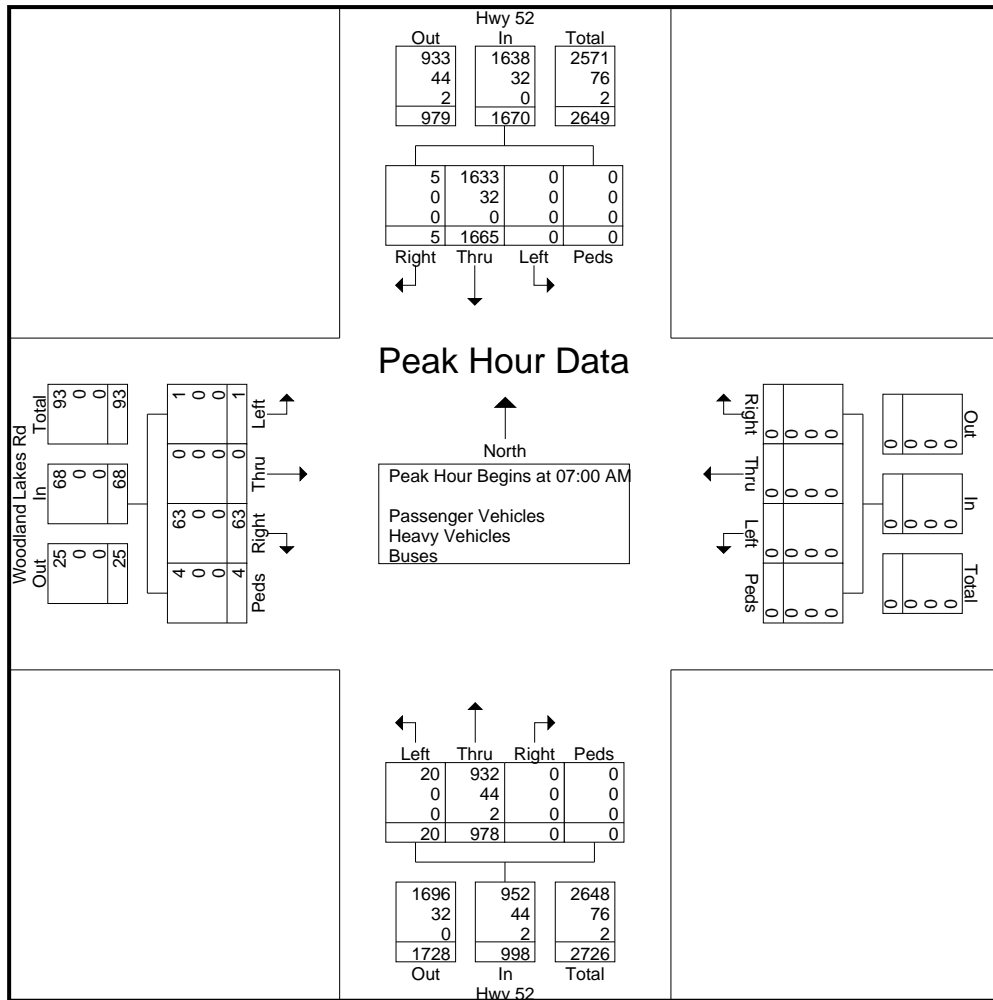 Hwy 52
Out In Total
933 1638 2571
44 32 76
2 0 2
979 1670 2649
5 1633 0 0
0 32 0 0
0 0 0 0
5 1665 0 0
Right Thru Left Peds
Peak Hour Data
North
Peak Hour Begins at 07:00 AM
Passenger Vehicles
Heavy Vehicles
Buses
Woodland Lakes Rd
Out In Total
25 68 93
0 0 0
0 0 0
25 68 93
Peds Right Thru Left
4 63 0 1
0 0 0 0
0 0 0 0
4 63 0 1
Right Thru Left Peds
0 0 0 0
0 0 0 0
0 0 0 0
0 0 0 0
Out In Total
0 0 0
0 0 0
0 0 0
0 0 0
Left Thru Right Peds
20 932 0 0
0 44 0 0
0 2 0 0
20 978 0 0
1696 952 2648
32 44 76
0 2 2
1728 998 2726
Out In Total
Hwy 52